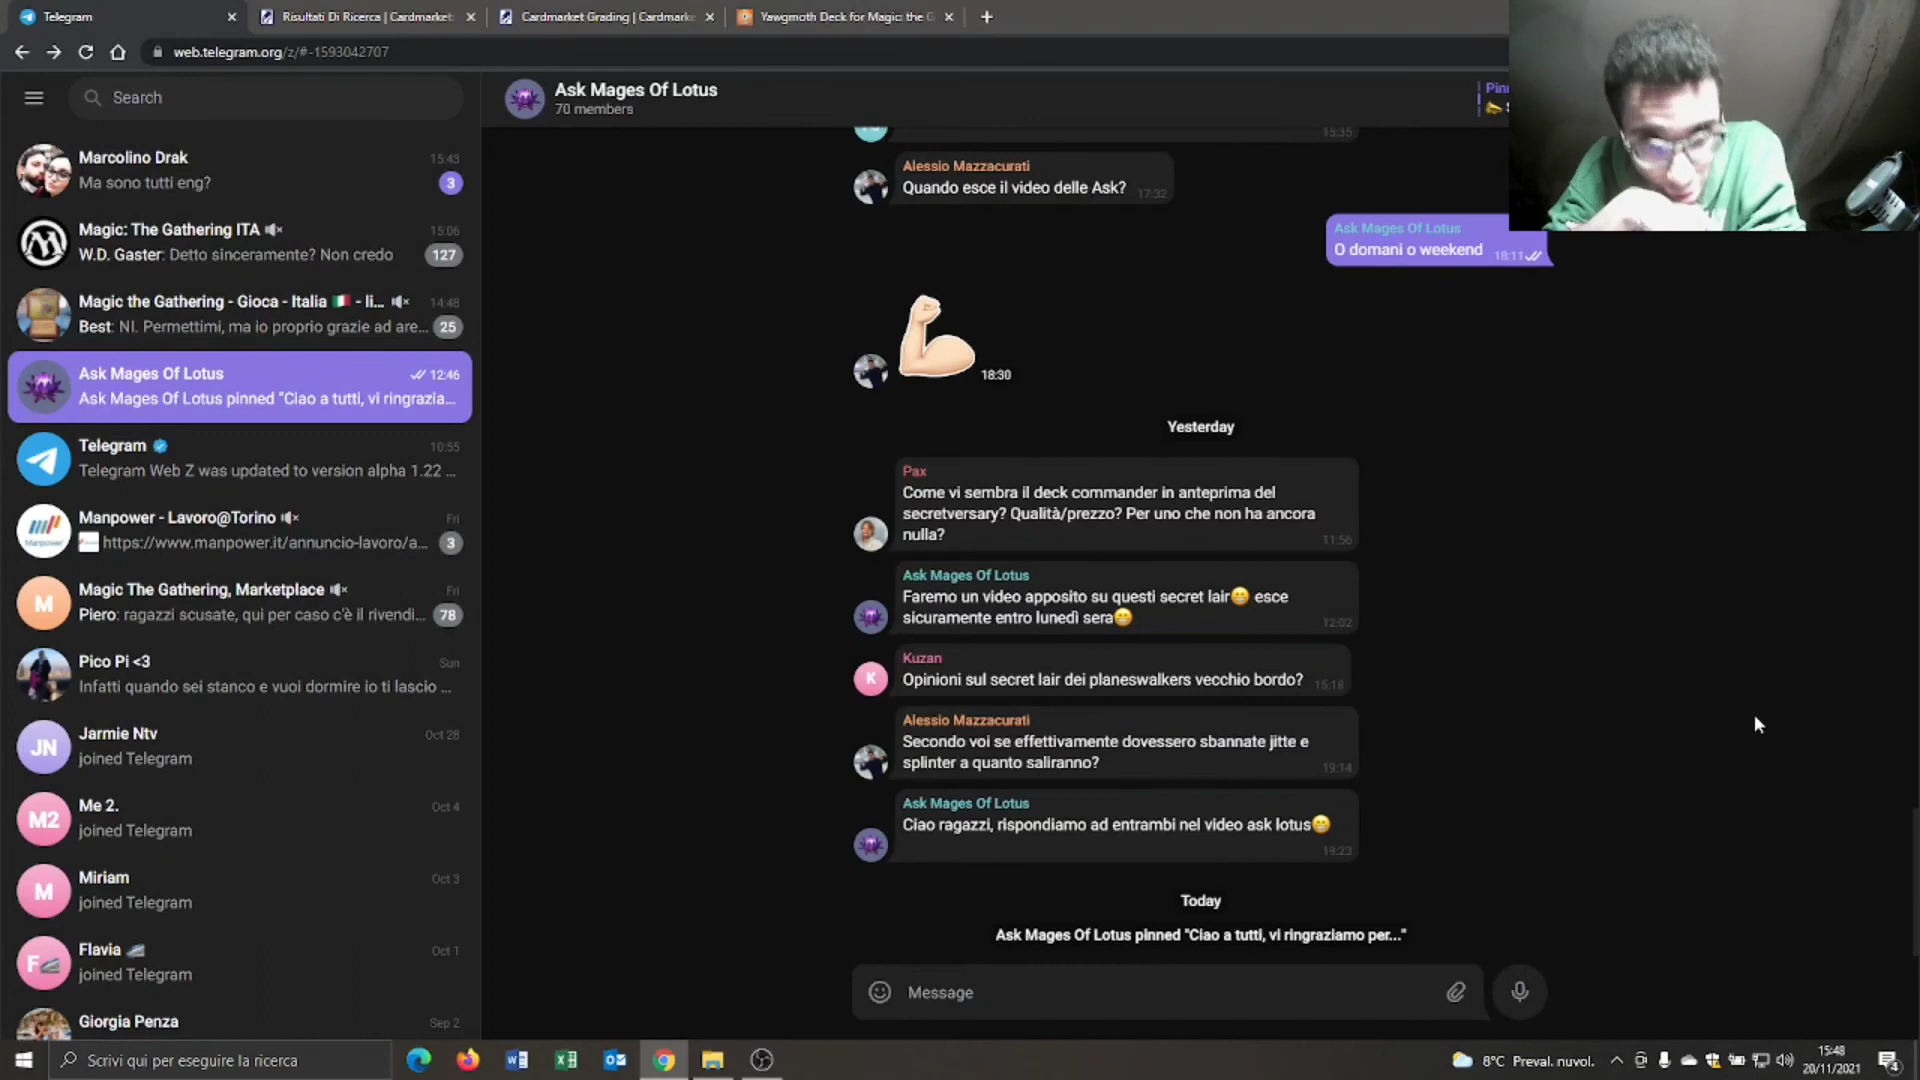 Telegram
Risultati Di Ricerca | Cardmarket
Cardmarket Grading | Cardmarke
Yawgmoth Deck for Magic: the G
web.telegram.org/z/#-1593042707
Search
Marcolino Drak
15:43
Ma sono tutti eng?
3
Magic: The Gathering ITA
15:06
W.D. Gaster: Detto sinceramente? Non credo
127
Magic the Gathering - Gioca - Italia 🇮🇹 - li...
14:48
Best: NI. Permettimi, ma io proprio grazie ad are...
25
Ask Mages Of Lotus
12:46
Ask Mages Of Lotus pinned "Ciao a tutti, vi ringrazia...
Telegram
10:55
Telegram Web Z was updated to version alpha 1.22 ...
Manpower - Lavoro@Torino
Fri
https://www.manpower.it/annuncio-lavoro/a...
3
Magic The Gathering, Marketplace
Fri
M
Piero: ragazzi scusate, qui per caso c'è il rivendi...
78
Pico Pi <3
Sun
Infatti quando sei stanco e vuoi dormire io ti lascio ...
JN
Jarmie Ntv
Oct 28
joined Telegram
M2
Me 2.
Oct 4
joined Telegram
M
Miriam
Oct 3
joined Telegram
Flavia
Oct 1
joined Telegram
Giorgia Penza
Sep 2
Ask Mages Of Lotus
70 members
Pin
15:35
Alessio Mazzacurati
Quando esce il video delle Ask?
17:32
Ask Mages Of Lotus
O domani o weekend
18:11
💪🏻
18:30
Yesterday
Pax
Come vi sembra il deck commander in anteprima del
secretversary? Qualità/prezzo? Per uno che non ha ancora
nulla?
11:56
Ask Mages Of Lotus
Faremo un video apposito su questi secret lair😁 esce
sicuramente entro lunedì sera😁
12:02
K
Kuzan
Opinioni sul secret lair dei planeswalkers vecchio bordo?
15:18
Alessio Mazzacurati
Secondo voi se effettivamente dovessero sbannate jitte e
splinter a quanto saliranno?
19:14
Ask Mages Of Lotus
Ciao ragazzi, rispondiamo ad entrambi nel video ask lotus😁
19:23
Today
Ask Mages Of Lotus pinned "Ciao a tutti, vi ringraziamo per..."
Message
Scrivi qui per eseguire la ricerca
8°C Preval. nuvol.
15:48
20/11/2021
4